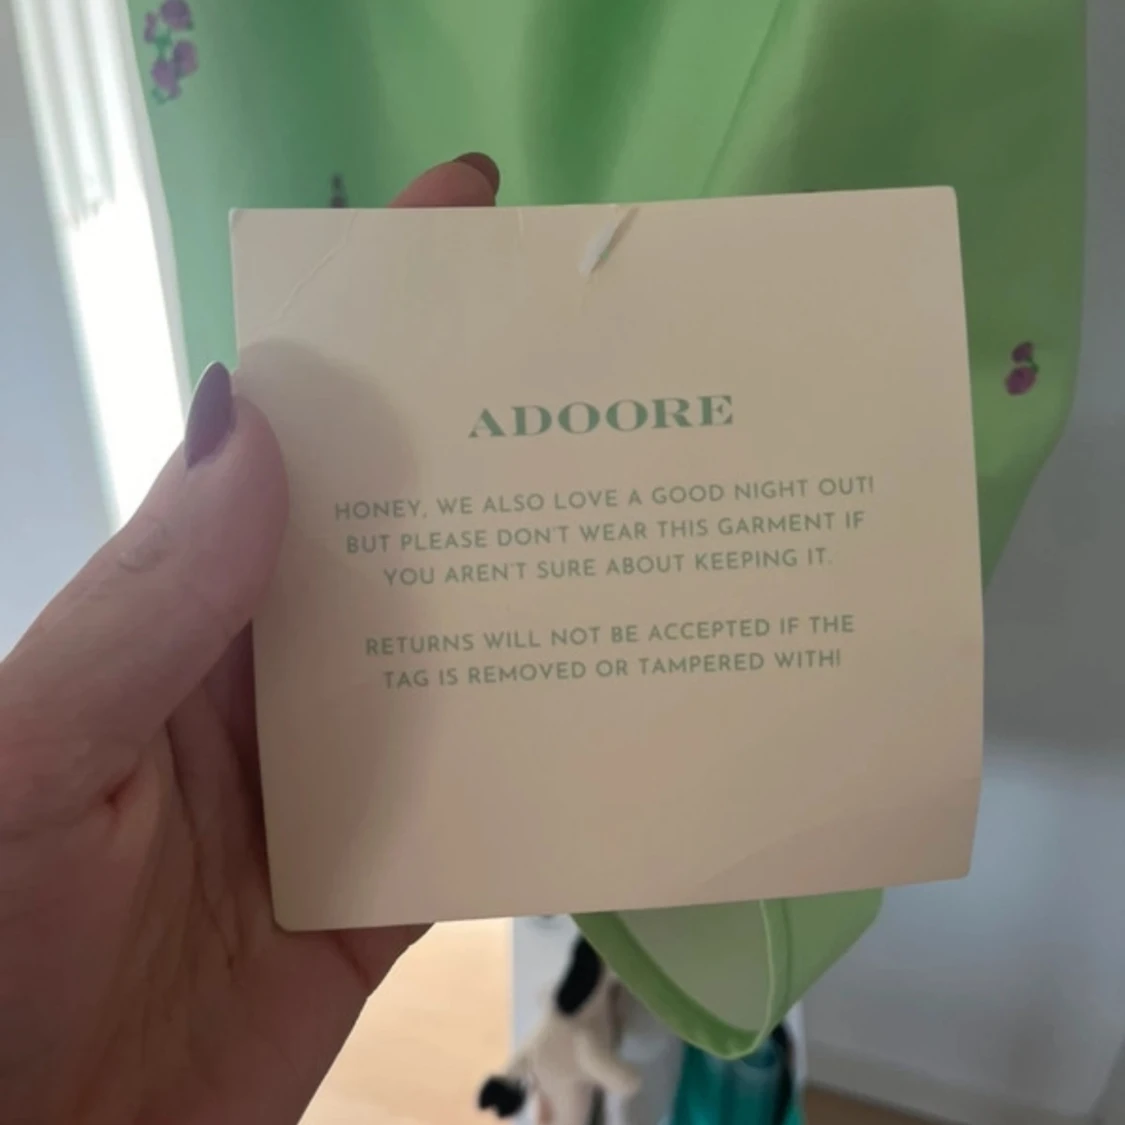 ADOORE
HONEY, WE ALSO LOVE A GOOD NIGHT OUT!
BUT PLEASE DON'T WEAR THIS GARMENT IF
YOU AREN'T SURE ABOUT KEEPING IT.
RETURNS WILL NOT BE ACCEPTED IF THE
TAG IS REMOVED OR TAMPERED WITH!